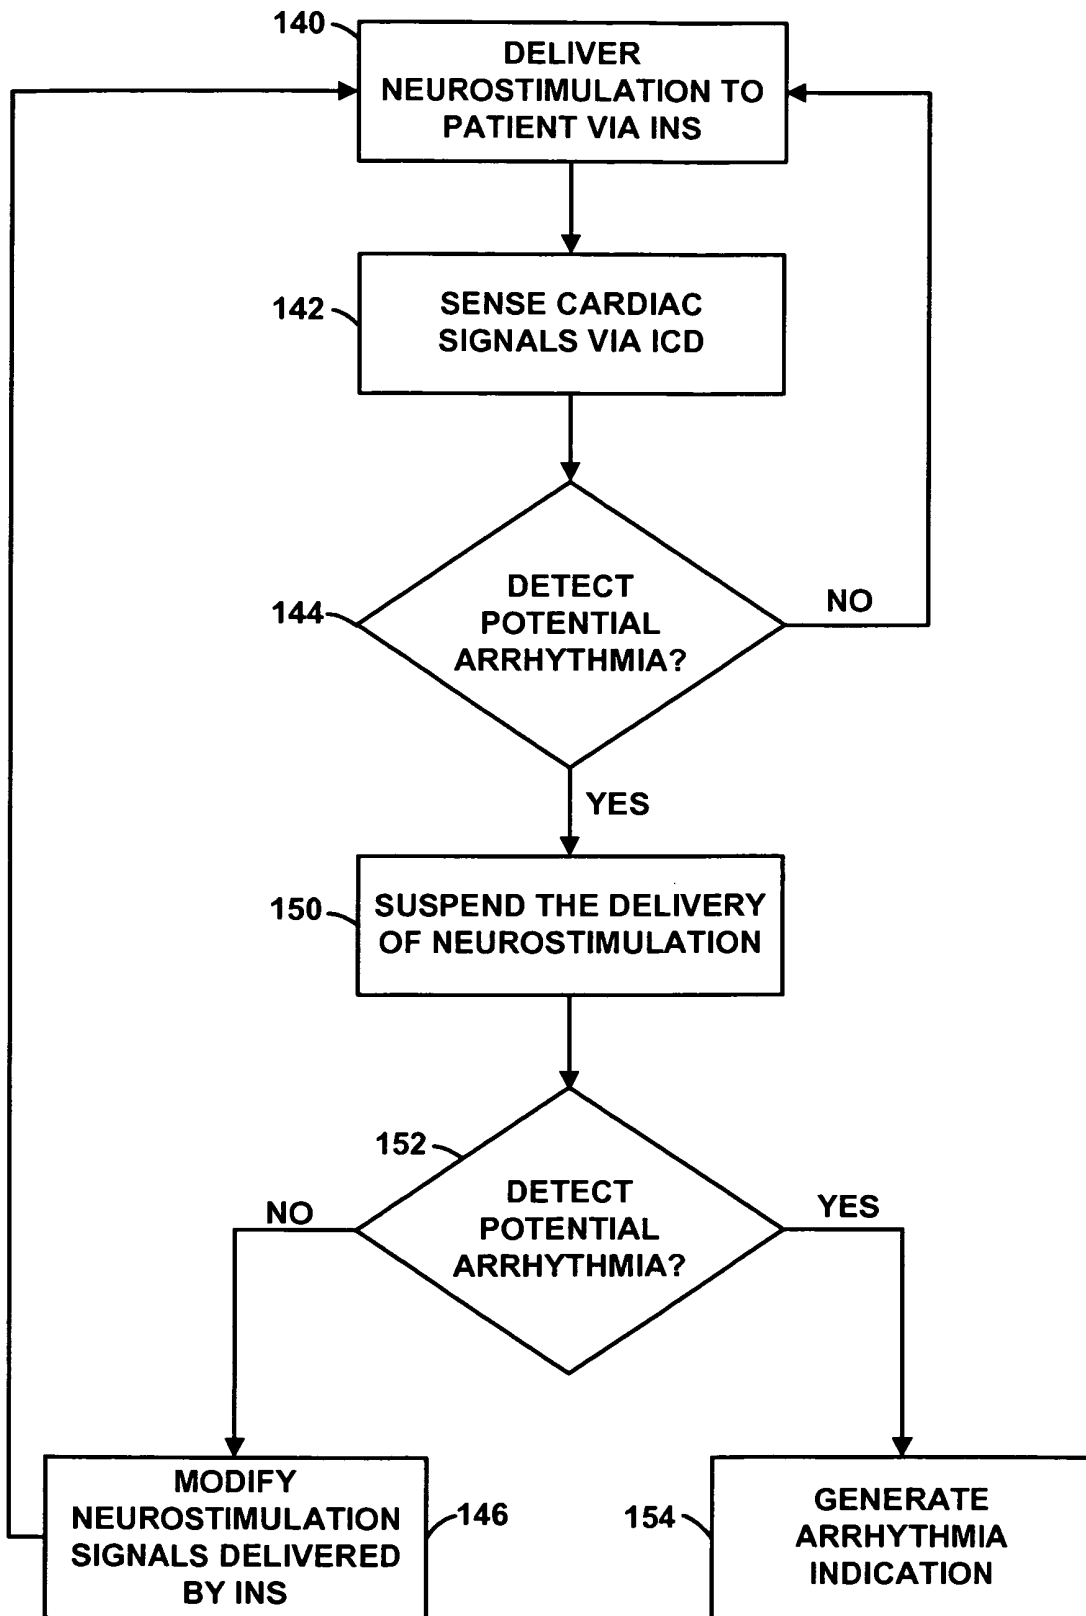 140
DELIVER
NEUROSTIMULATION TO
PATIENT VIA INS
142
SENSE CARDIAC
SIGNALS VIA ICD
144
DETECT
POTENTIAL
ARRHYTHMIA?
NO
YES
150
SUSPEND THE DELIVERY
OF NEUROSTIMULATION
152
DETECT
POTENTIAL
ARRHYTHMIA?
NO
YES
MODIFY
NEUROSTIMULATION
SIGNALS DELIVERED
BY INS
146
154
GENERATE
ARRHYTHMIA
INDICATION